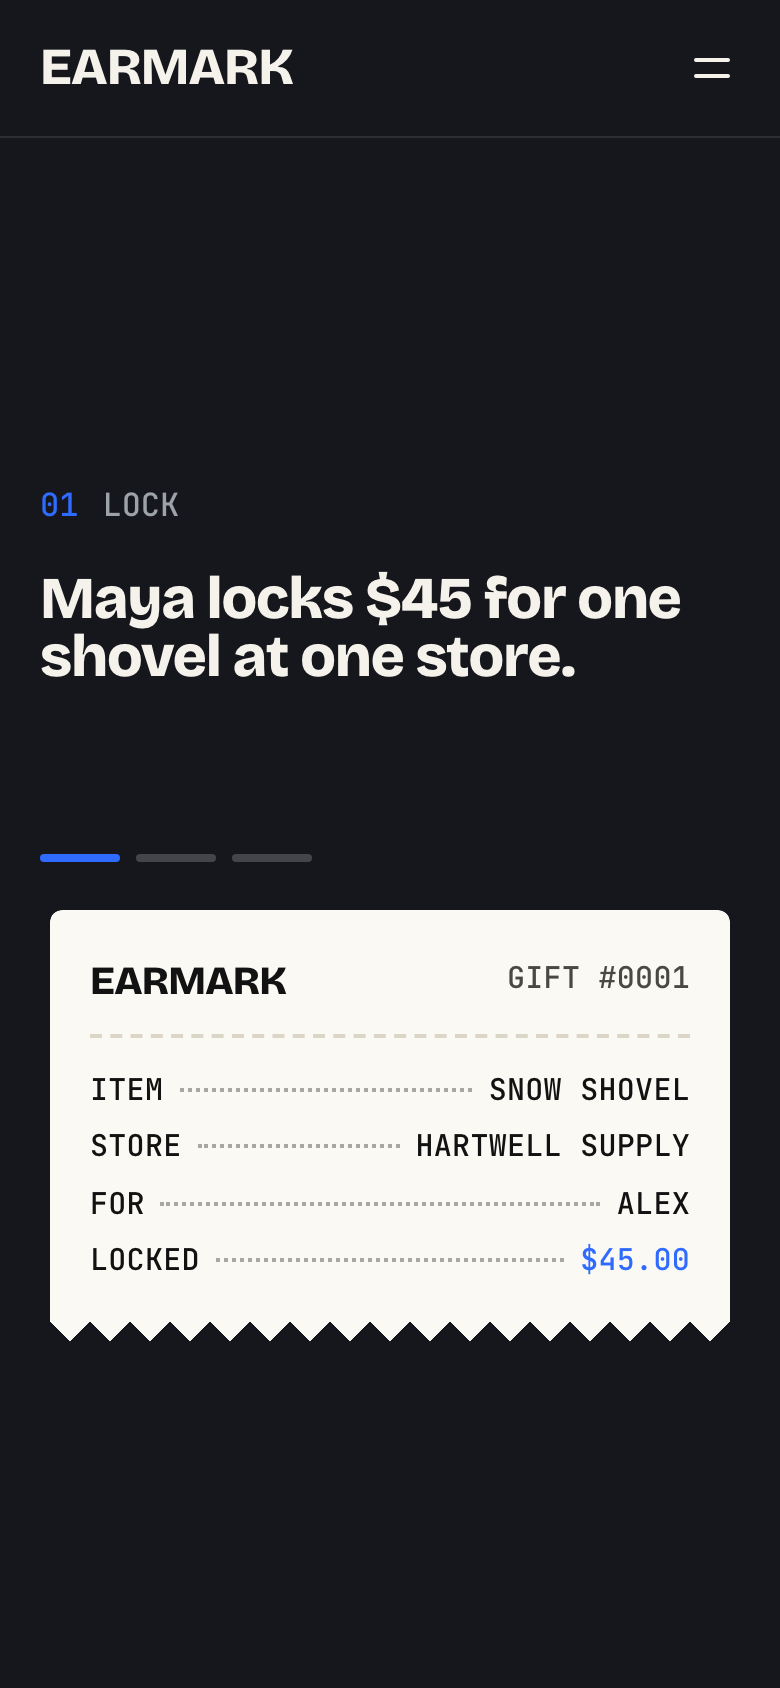 EARMARK
01 LOCK
Maya locks $45 for one
shovel at one store.
EARMARK GIFT #0001
ITEM SNOW SHOVEL
STORE HARTWELL SUPPLY
FOR ALEX
LOCKED $45.00